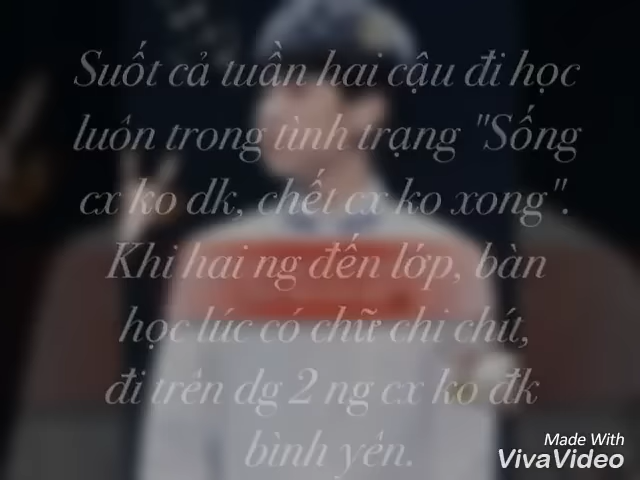 Suốt cả tuần hai cậu đi học
luôn trong tình trạng "Sống
cx ko dk, chết cx ko xong".
Khi hai ng đến lớp, bàn
học lúc có chữ chi chít,
đi trên dg 2 ng cx ko đk
bình yên.
Made With
VivaVideo